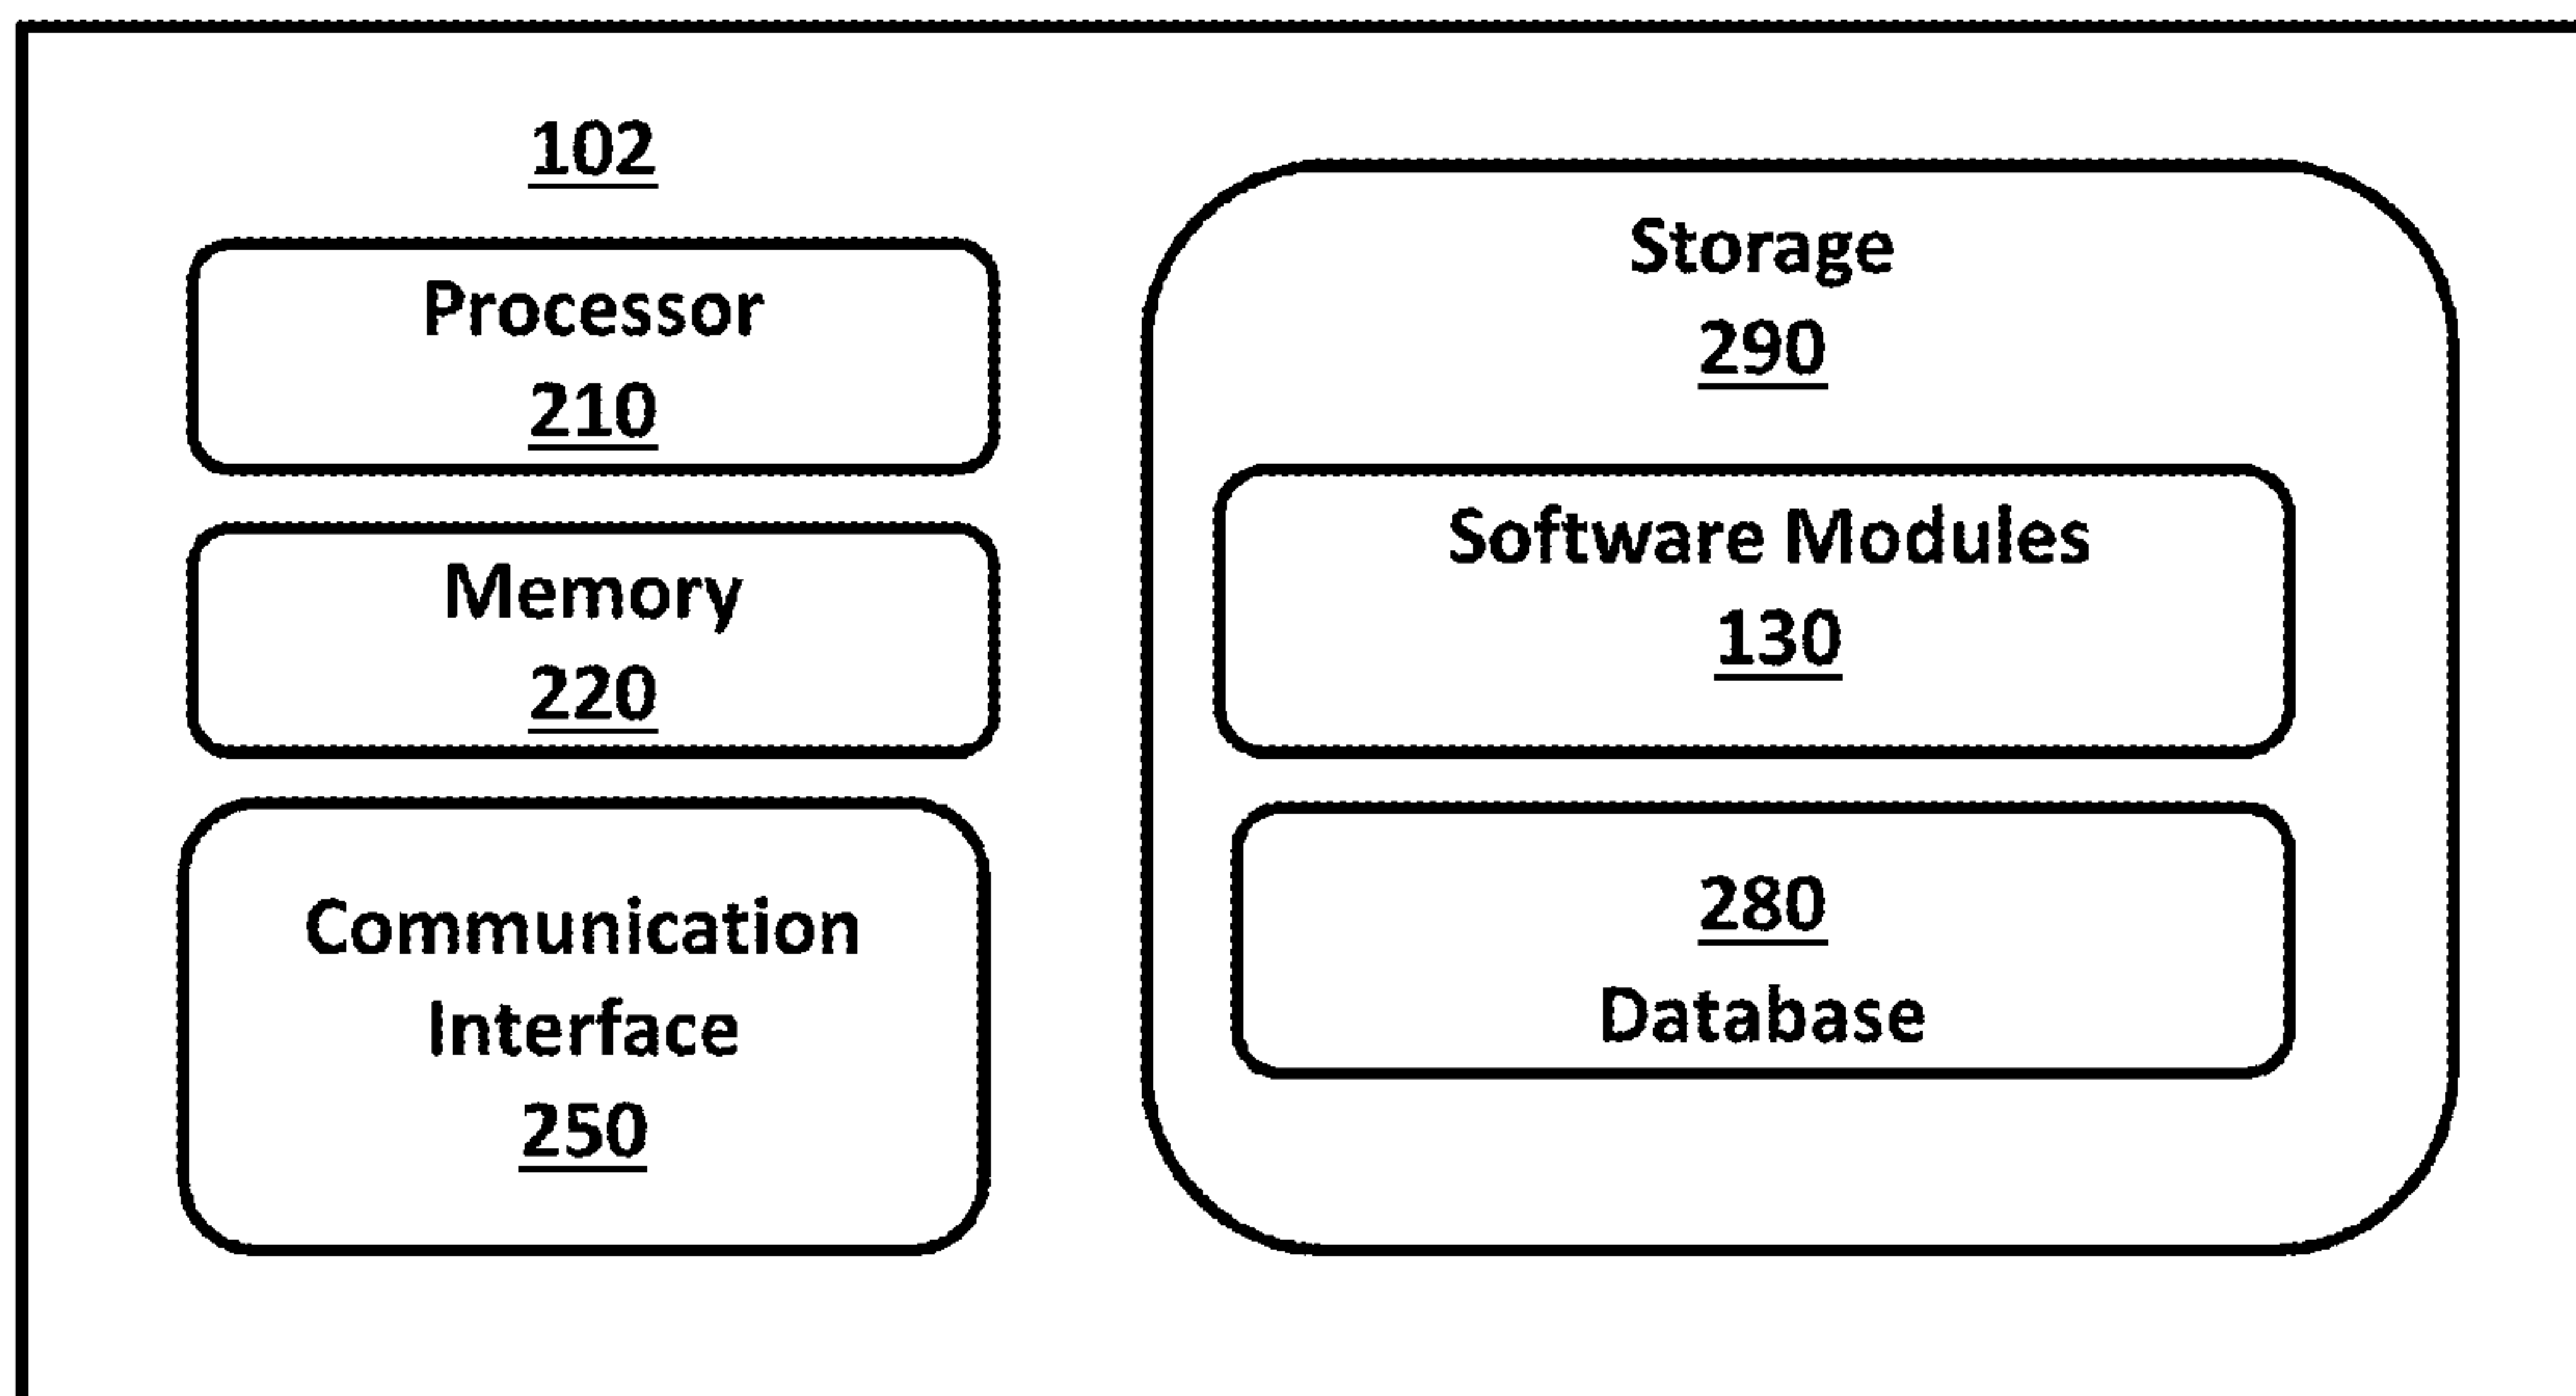 102
Processor
210
Memory
220
Communication
Interface
250
Storage
290
Software Modules
130
280
Database